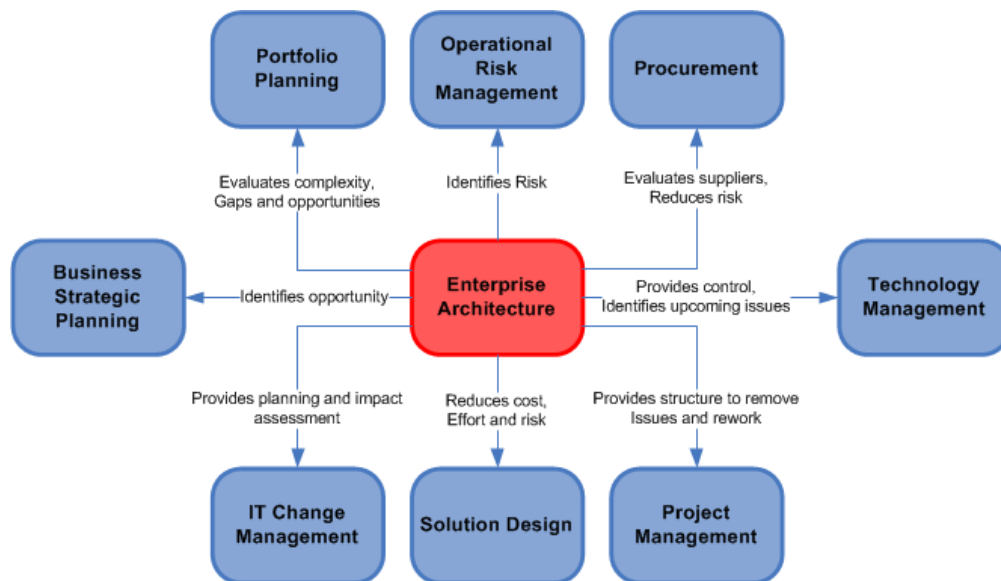 Portfolio
Planning
Operational
Risk
Management
Procurement
Evaluates complexity,
Gaps and opportunities
Identifies Risk
Evaluates suppliers,
Reduces risk
Business
Strategic
Planning
Identifies opportunity
Enterprise
Architecture
Provides control,
Identifies upcoming issues
Technology
Management
Provides planning and impact
assessment
Reduces cost,
Effort and risk
Provides structure to remove
Issues and rework
IT Change
Management
Solution Design
Project
Management